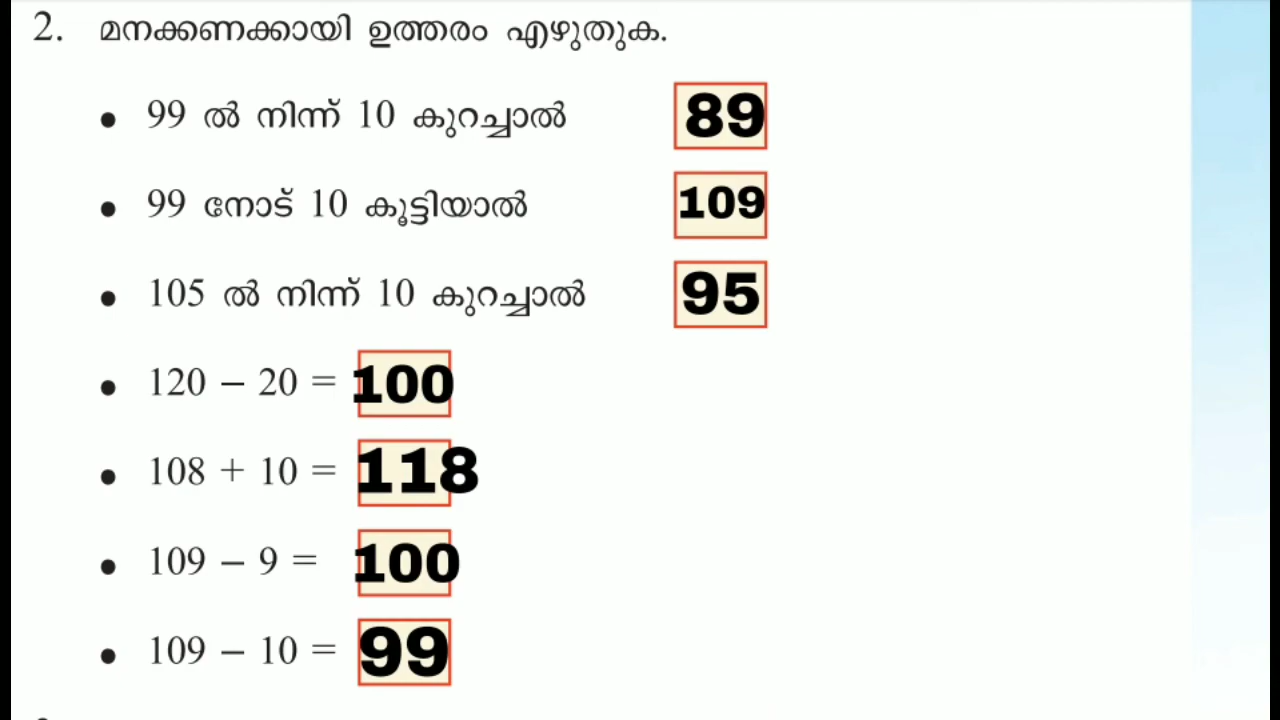 2. മനക്കണക്കായി ഉത്തരം എഴുതുക.
• 99 ൽ നിന്ന് 10 കുറച്ചാൽ 89
• 99 നോട് 10 കൂട്ടിയാൽ 109
• 105 ൽ നിന്ന് 10 കുറച്ചാൽ 95
• 120 – 20 = 100
• 108 + 10 = 118
• 109 – 9 = 100
• 109 – 10 = 99